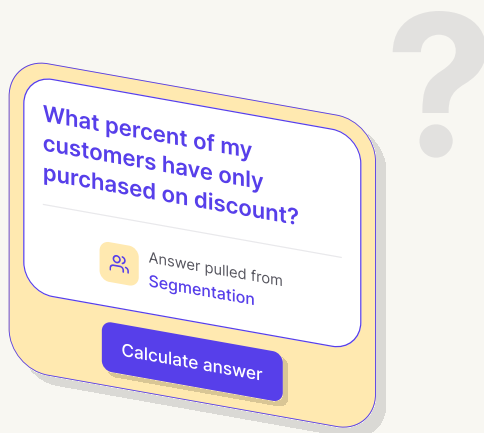 ?
What percent of my
customers have only
purchased on discount?
Answer pulled from
Segmentation
Calculate answer